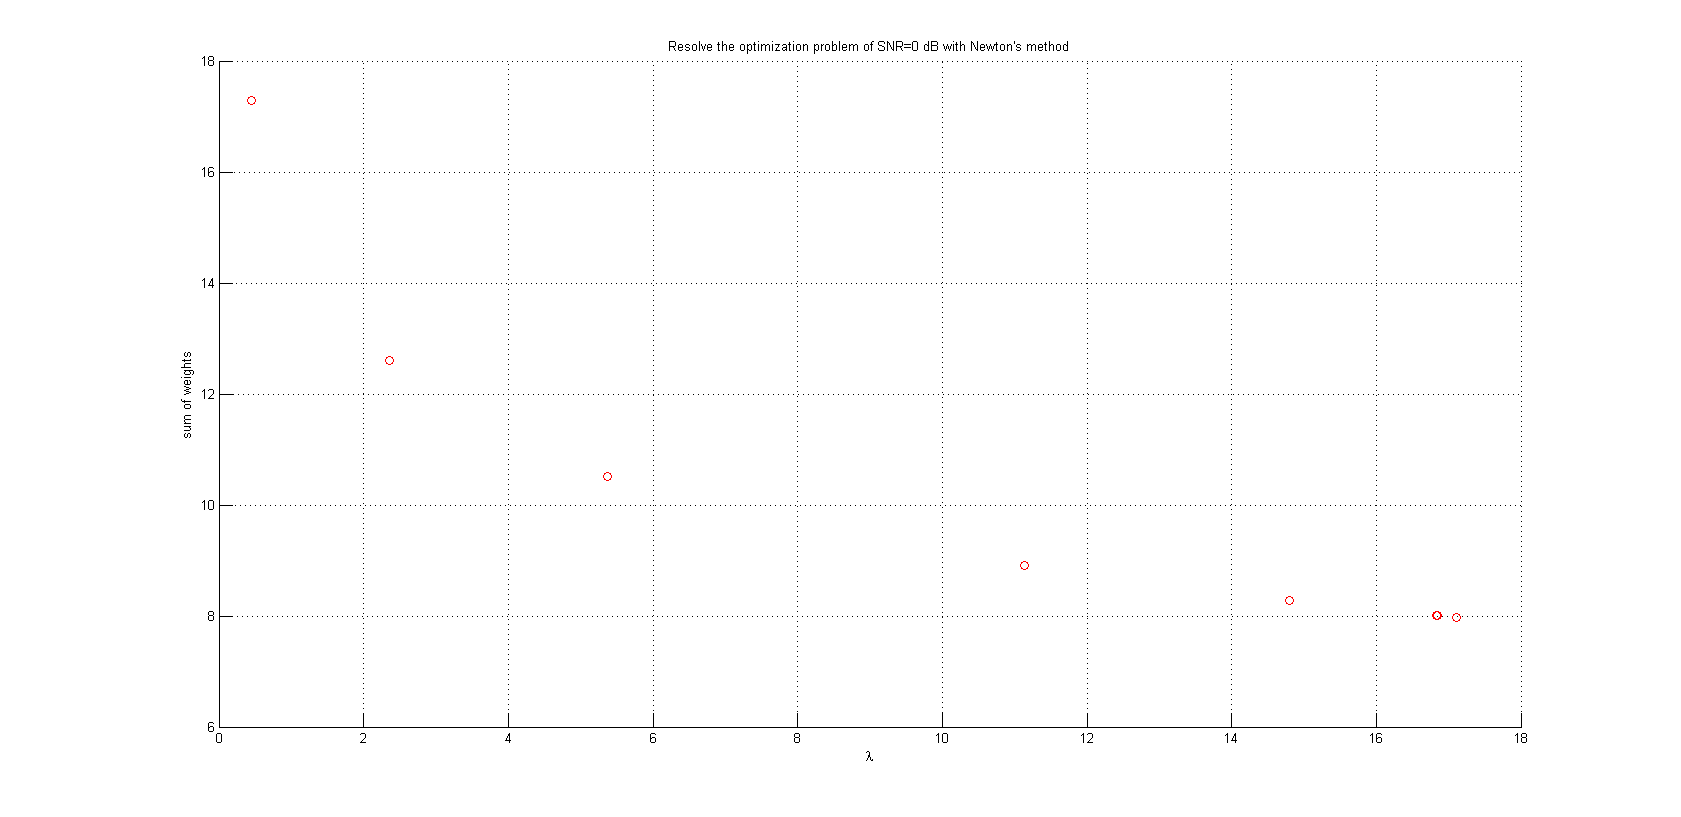 Resolve the optimization problem of SNR=0 dB with Newton's method
18
16
14
12
10
8
6
sum of weights
0 2 4 6 8 10 12 14 16 18
λ